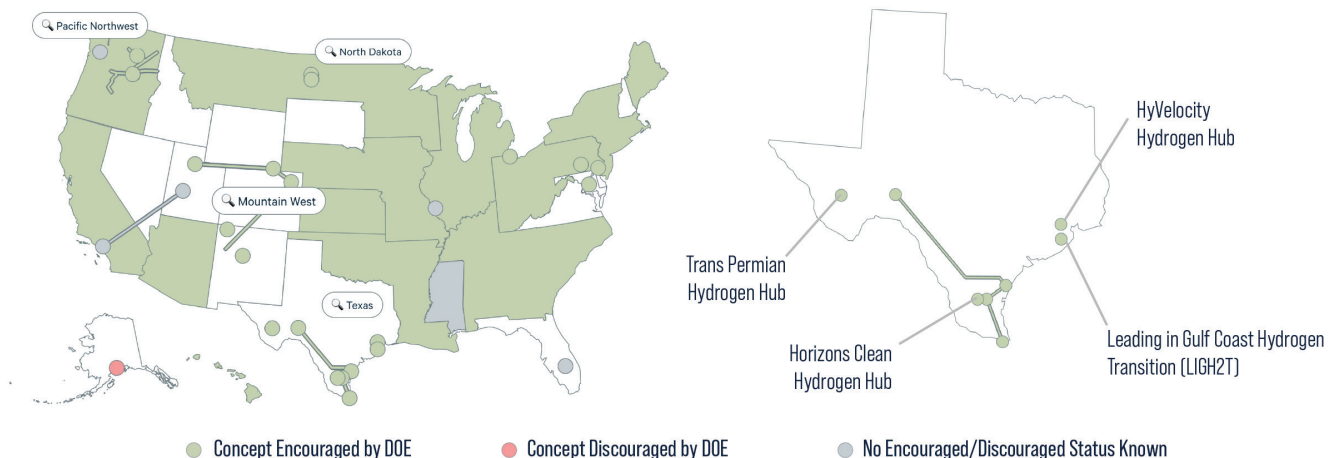 Pacific Northwest
North Dakota
Mountain West
Texas
HyVelocity
Hydrogen Hub
Trans Permian
Hydrogen Hub
Horizons Clean
Hydrogen Hub
Leading in Gulf Coast Hydrogen
Transition (LIGH2T)
Concept Encouraged by DOE
Concept Discouraged by DOE
No Encouraged/Discouraged Status Known